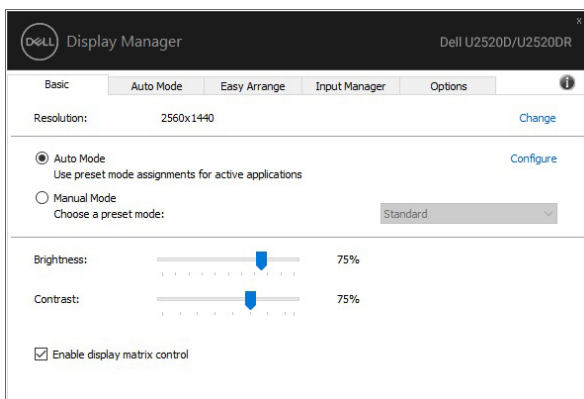 DELL Display Manager Dell U2520D/U2520DR x
Basic Auto Mode Easy Arrange Input Manager Options i
Resolution: 2560x1440 Change
Auto Mode Configure
Use preset mode assignments for active applications
Manual Mode
Choose a preset mode: Standard
Brightness: 75%
Contrast: 75%
Enable display matrix control